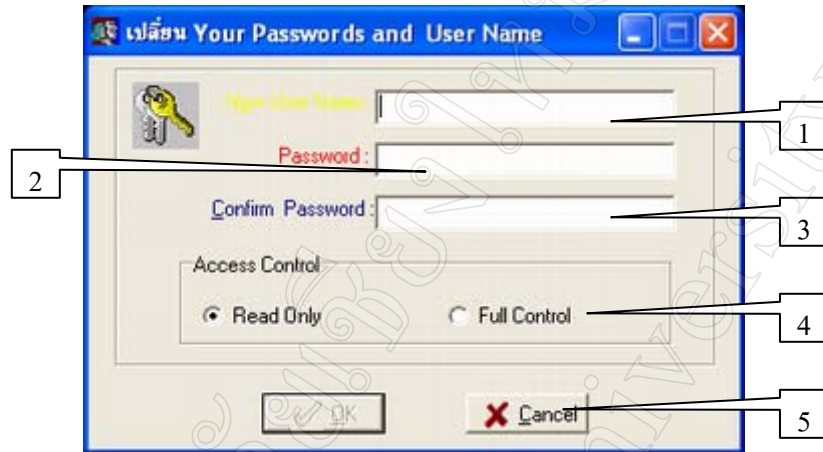 เปลี่ยน Your Passwords and User Name
New User Name:
1
Password :
2
Confirm Password :
3
Access Control
Read Only
Full Control
4
OK
Cancel
5